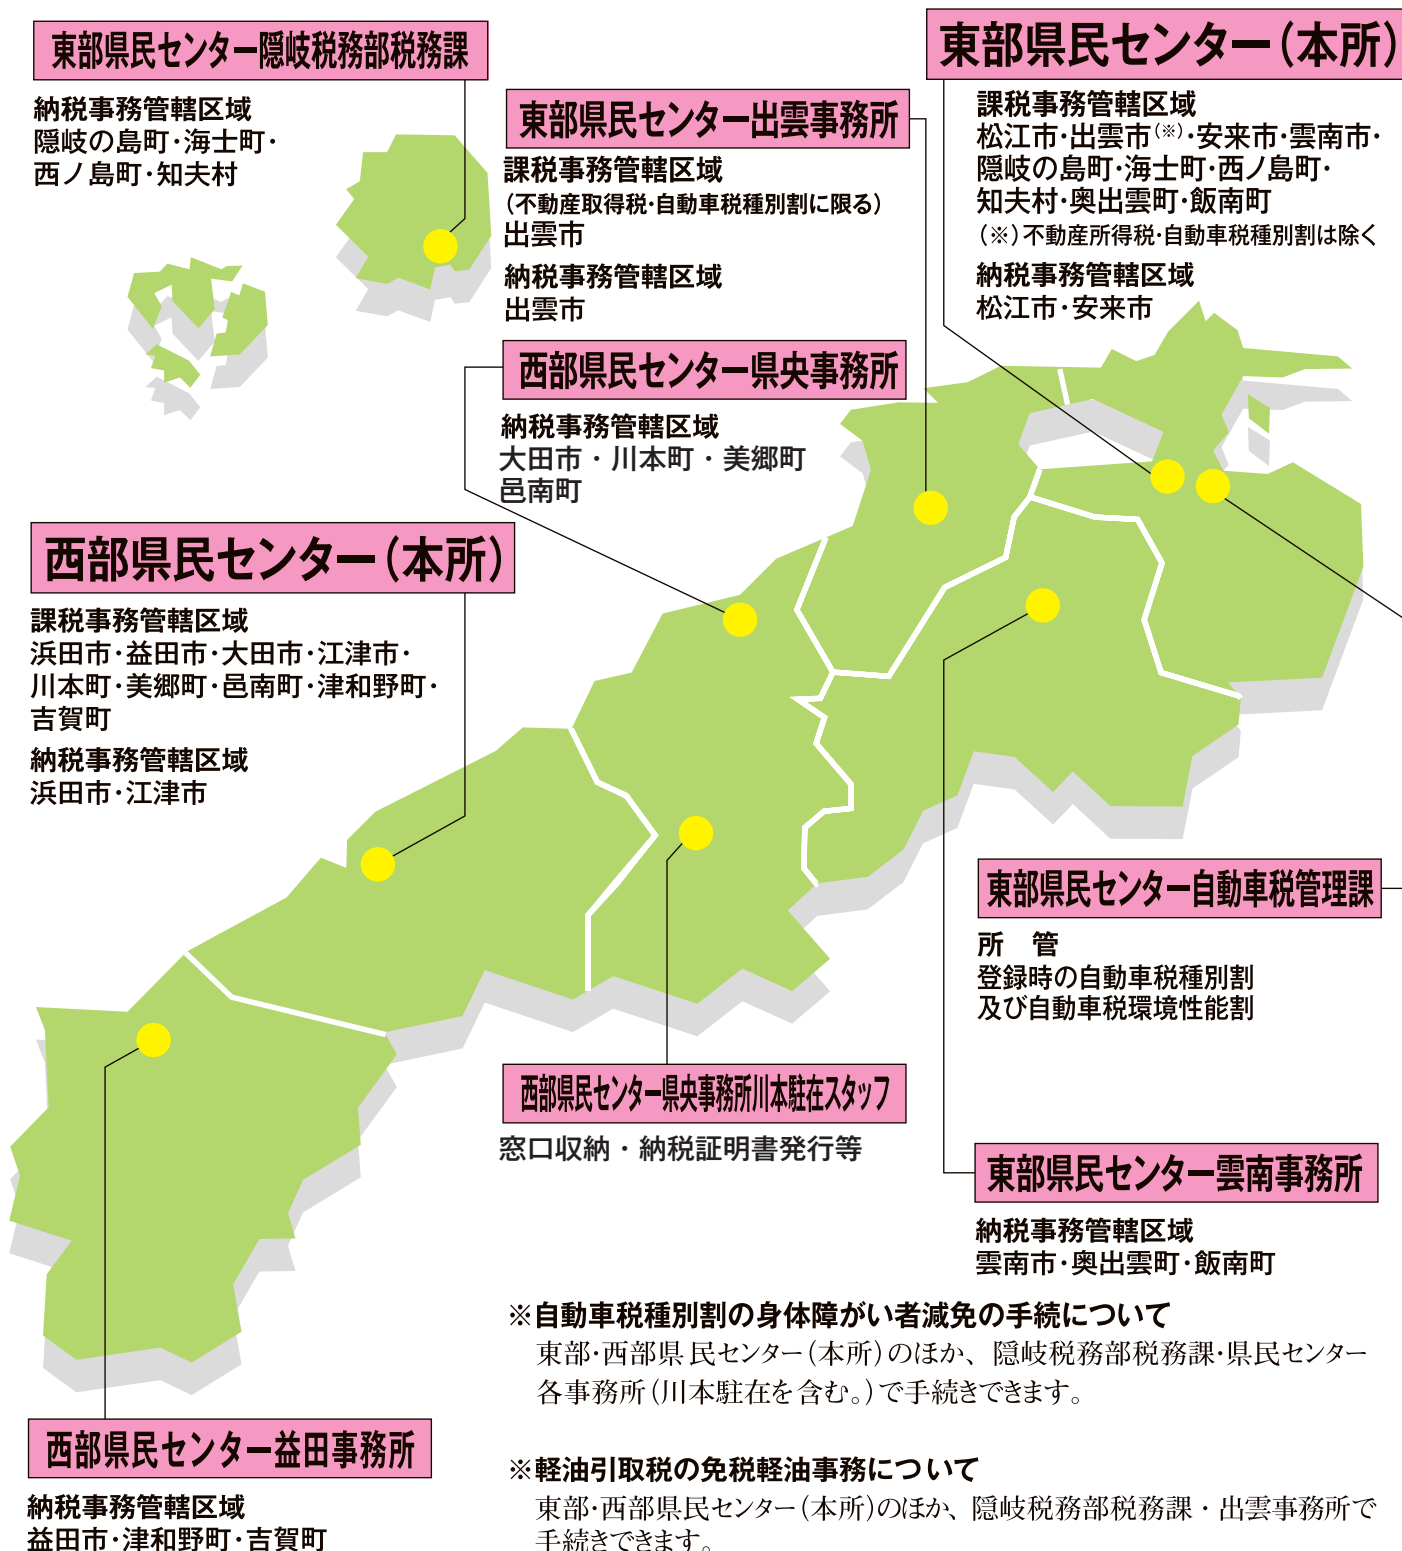 東部県民センター隠岐税務部税務課
納税事務管轄区域
隠岐の島町･海士町･
西ノ島町･知夫村
東部県民センター出雲事務所
課税事務管轄区域
(不動産取得税･自動車税種別割に限る)
出雲市
納税事務管轄区域
出雲市
東部県民センター(本所)
課税事務管轄区域
松江市･出雲市(※)･安来市･雲南市･
隠岐の島町･海士町･西ノ島町･
知夫村･奥出雲町･飯南町
(※)不動産所得税･自動車税種別割は除く
納税事務管轄区域
松江市･安来市
西部県民センター県央事務所
納税事務管轄区域
大田市・川本町・美郷町
邑南町
西部県民センター(本所)
課税事務管轄区域
浜田市･益田市･大田市･江津市･
川本町･美郷町･邑南町･津和野町･
吉賀町
納税事務管轄区域
浜田市･江津市
東部県民センター自動車税管理課
所　管
登録時の自動車税種別割
及び自動車税環境性能割
西部県民センター県央事務所川本駐在スタッフ
窓口収納・納税証明書発行等
東部県民センター雲南事務所
納税事務管轄区域
雲南市･奥出雲町･飯南町
西部県民センター益田事務所
納税事務管轄区域
益田市･津和野町･吉賀町
※自動車税種別割の身体障がい者減免の手続について
東部･西部県民センター(本所)のほか、隠岐税務部税務課･県民センター
各事務所(川本駐在を含む。)で手続きできます。
※軽油引取税の免税軽油事務について
東部･西部県民センター(本所)のほか、隠岐税務部税務課・出雲事務所で
手続きできます。